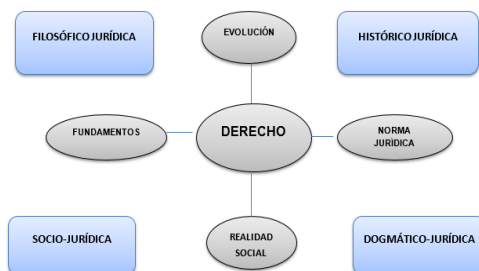 FILOSÓFICO JURÍDICA
EVOLUCIÓN
HISTÓRICO JURÍDICA
FUNDAMENTOS
DERECHO
NORMA
JURÍDICA
SOCIO-JURÍDICA
REALIDAD
SOCIAL
DOGMÁTICO-JURÍDICA